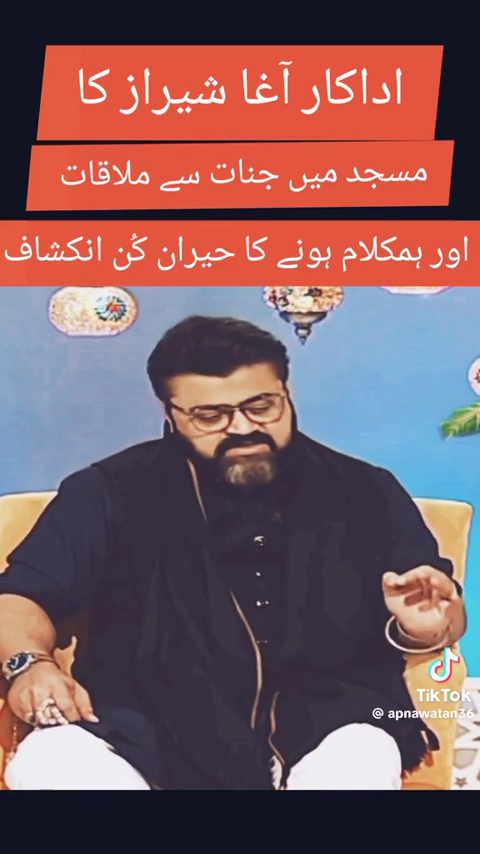 اداکار آغا شیراز کا
مسجد میں جنات سے ملاقات
اور ہمکلام ہونے کا حیران کُن انکشاف
TikTok
@ apnawatan36